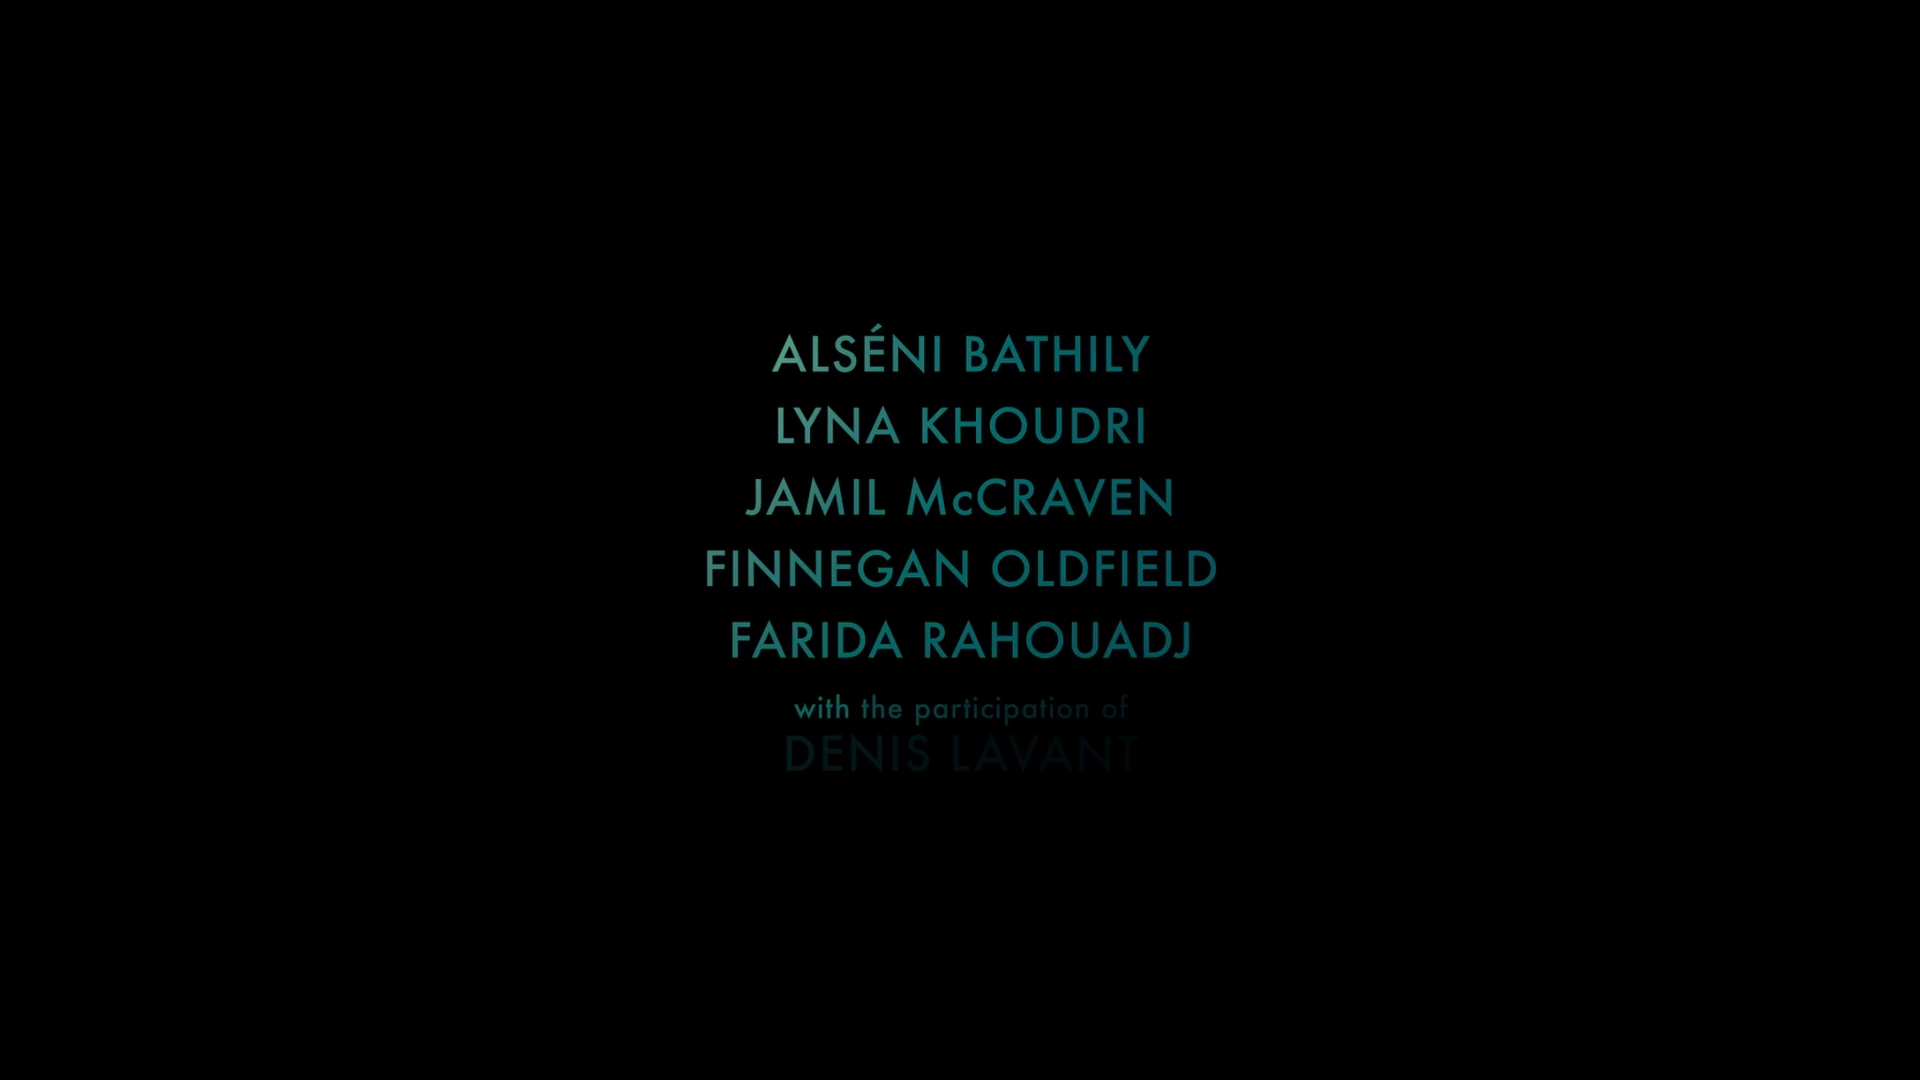 ALSÉNI BATHILY
LYNA KHOUDRI
JAMIL McCRAVEN
FINNEGAN OLDFIELD
FARIDA RAHOUADJ
with the participation of
DENIS LAVANT